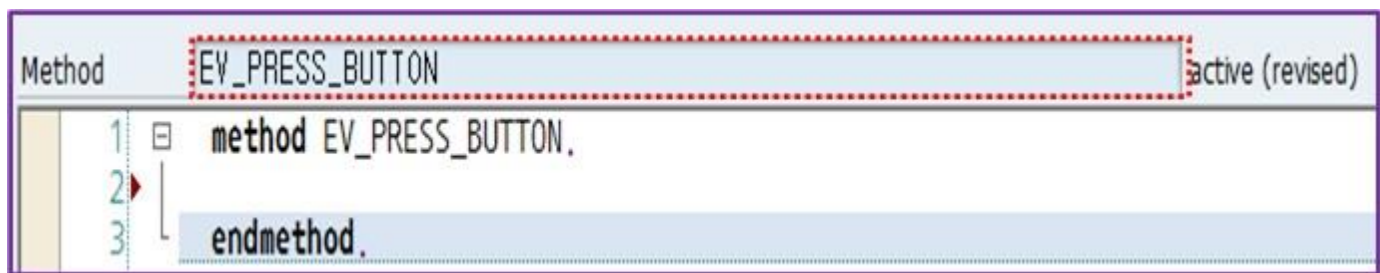 Method EV_PRESS_BUTTON active (revised)
1 method EV_PRESS_BUTTON.
2
3 endmethod.